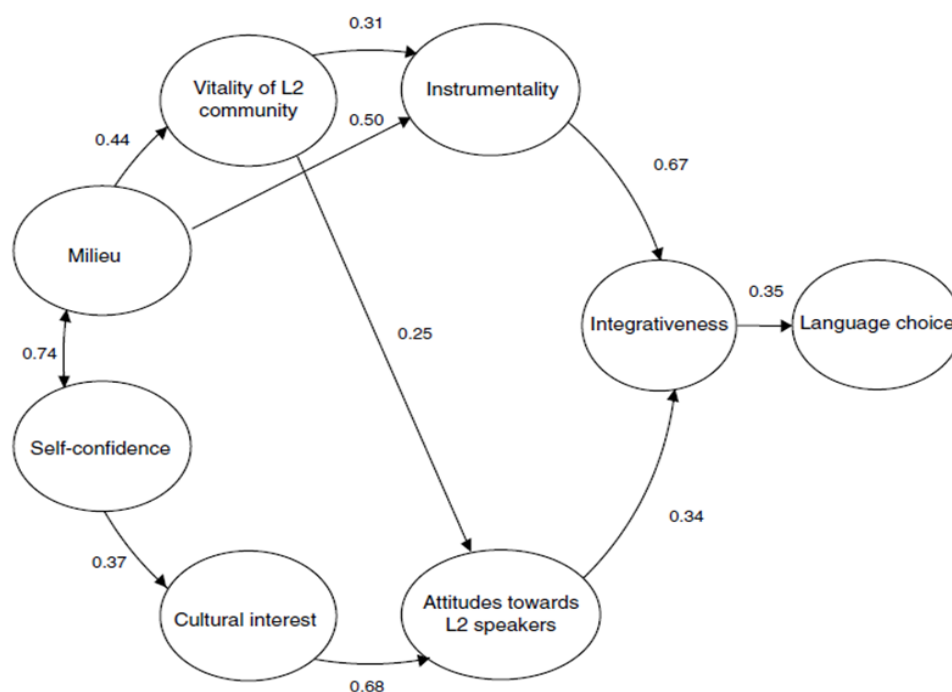 0.31
Vitality of L2
community
Instrumentality
0.50
0.44
0.67
Milieu
0.35
Integrativeness
Language choice
0.25
0.74
Self-confidence
0.34
0.37
Cultural interest
Attitudes towards
L2 speakers
0.68